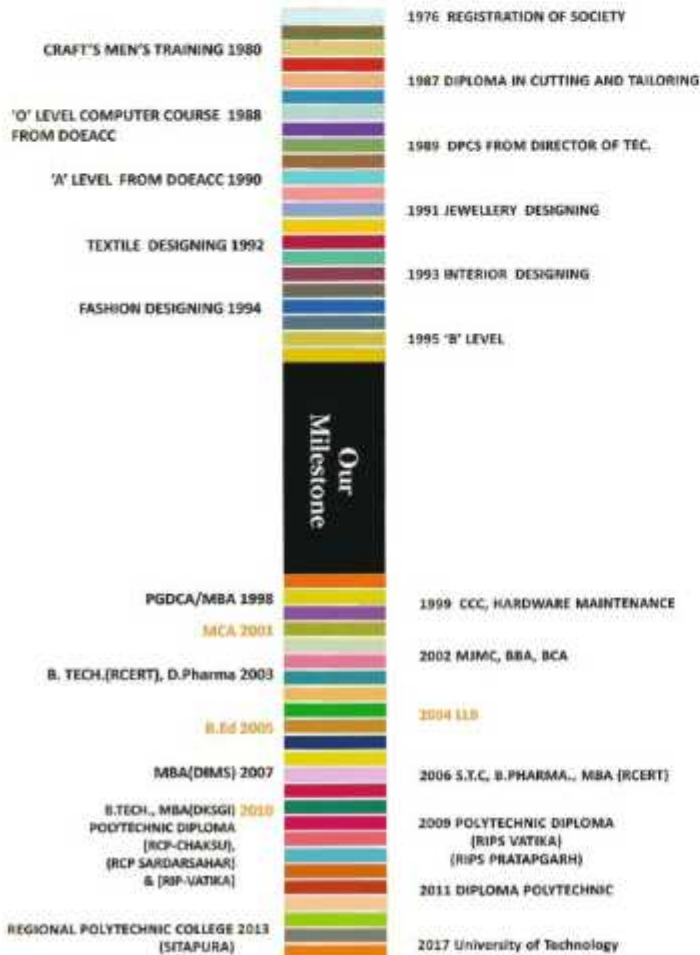 1976 REGISTRATION OF SOCIETY
CRAFT'S MEN'S TRAINING 1980
1987 DIPLOMA IN CUTTING AND TAILORING
'O' LEVEL COMPUTER COURSE 1988
FROM DOEACC
1989 DPCS FROM DIRECTOR OF TEC.
'A' LEVEL FROM DOEACC 1990
1991 JEWELLERY DESIGNING
TEXTILE DESIGNING 1992
1993 INTERIOR DESIGNING
FASHION DESIGNING 1994
1995 'B' LEVEL
Our
Milestone
PGDCA/MBA 1998
1999 CCC, HARDWARE MAINTENANCE
MCA 2001
2002 MJMC, BBA, BCA
B. TECH.(RCERT), D.Pharma 2003
2004 LLB
B.Ed 2005
MBA(DIMS) 2007
2006 S.T.C, B.PHARMA., MBA (RCERT)
B.TECH., MBA(DKSGI) 2010
POLYTECHNIC DIPLOMA
(RCP-CHAKSU),
(RCP SARDARSAHAR)
& (RIP-VATIKA)
2009 POLYTECHNIC DIPLOMA
(RIPS VATIKA)
(RIPS PRATAPGARH)
2011 DIPLOMA POLYTECHNIC
REGIONAL POLYTECHNIC COLLEGE 2013
(SITAPURA)
2017 University of Technology